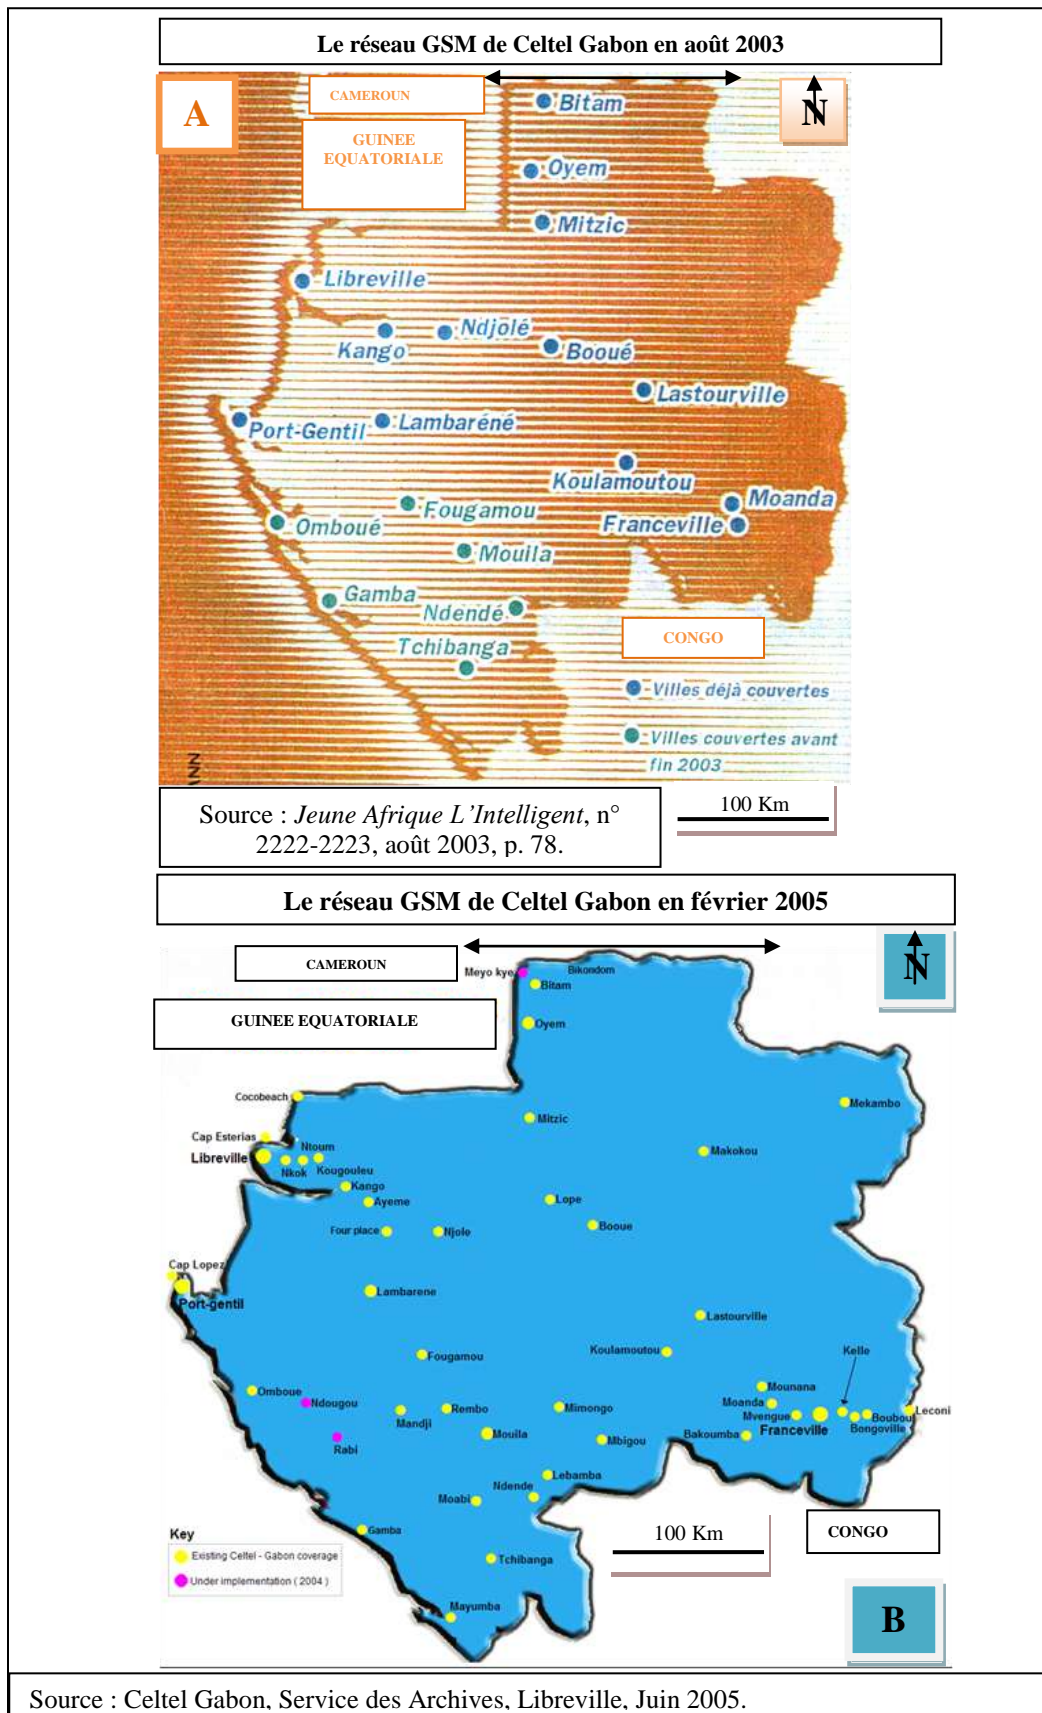 Le réseau GSM de Celtel Gabon en août 2003
A
CAMEROUN
N
GUINEE
EQUATORIALE
Bitam
Oyem
Mitzic
Libreville
Kango
Ndjolé
Booué
Lastourville
Port-Gentil
Lambaréné
Koulamoutou
Moanda
Franceville
Fougamou
Omboué
Mouila
Gamba
Ndendé
Tchibanga
CONGO
Villes déjà couvertes
Villes couvertes avant
fin 2003
ANN
Source : Jeune Afrique L'Intelligent, n°
2222-2223, août 2003, p. 78.
100 Km
Le réseau GSM de Celtel Gabon en février 2005
CAMEROUN
N
GUINEE EQUATORIALE
Meyo kye
Bikondom
Bitam
Oyem
Cocobeach
Mekambo
Mitzic
Cap Esterias
Ntoum
Libreville
Nkok
Kougouleu
Makokou
Kango
Ayeme
Lope
Four place
Njole
Booue
Cap Lopez
Port-gentil
Lambarene
Lastourville
Fougamou
Koulamoutou
Kelle
Omboue
Ndougou
Mounana
Moanda
Mandji
Rembo
Mimongo
Mvengue
Franceville
Boubou
Bongoville
Leconi
Rabi
Mouila
Mbigou
Bakoumba
Lebamba
Ndende
Moabi
Gamba
Tchibanga
Mayumba
Key
Existing Celtel - Gabon coverage
Under implementation ( 2004 )
100 Km
CONGO
B
Source : Celtel Gabon, Service des Archives, Libreville, Juin 2005.